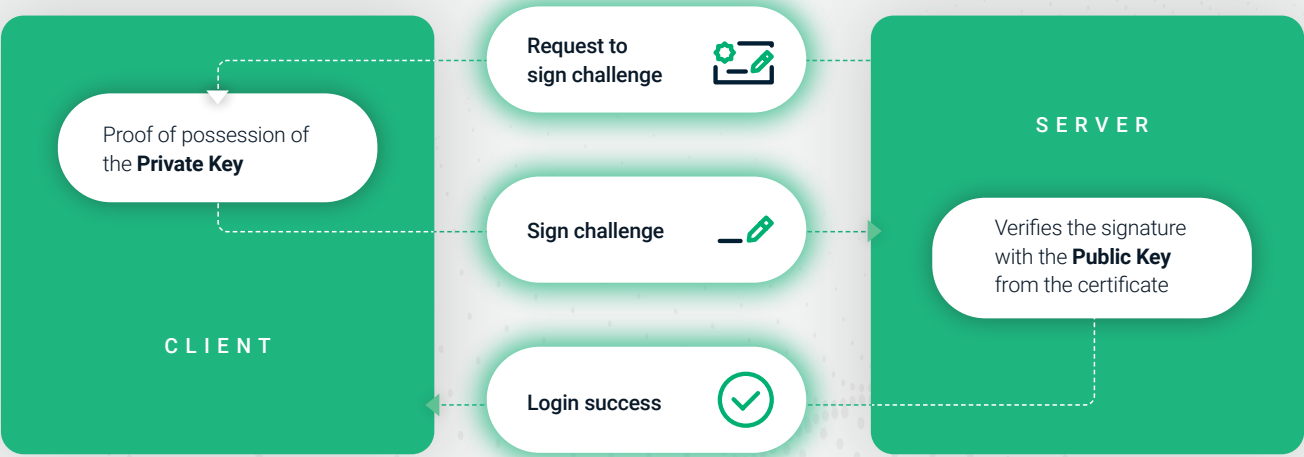 Request to
sign challenge
Proof of possession of
the Private Key
SERVER
Sign challenge
Verifies the signature
with the Public Key
from the certificate
CLIENT
Login success